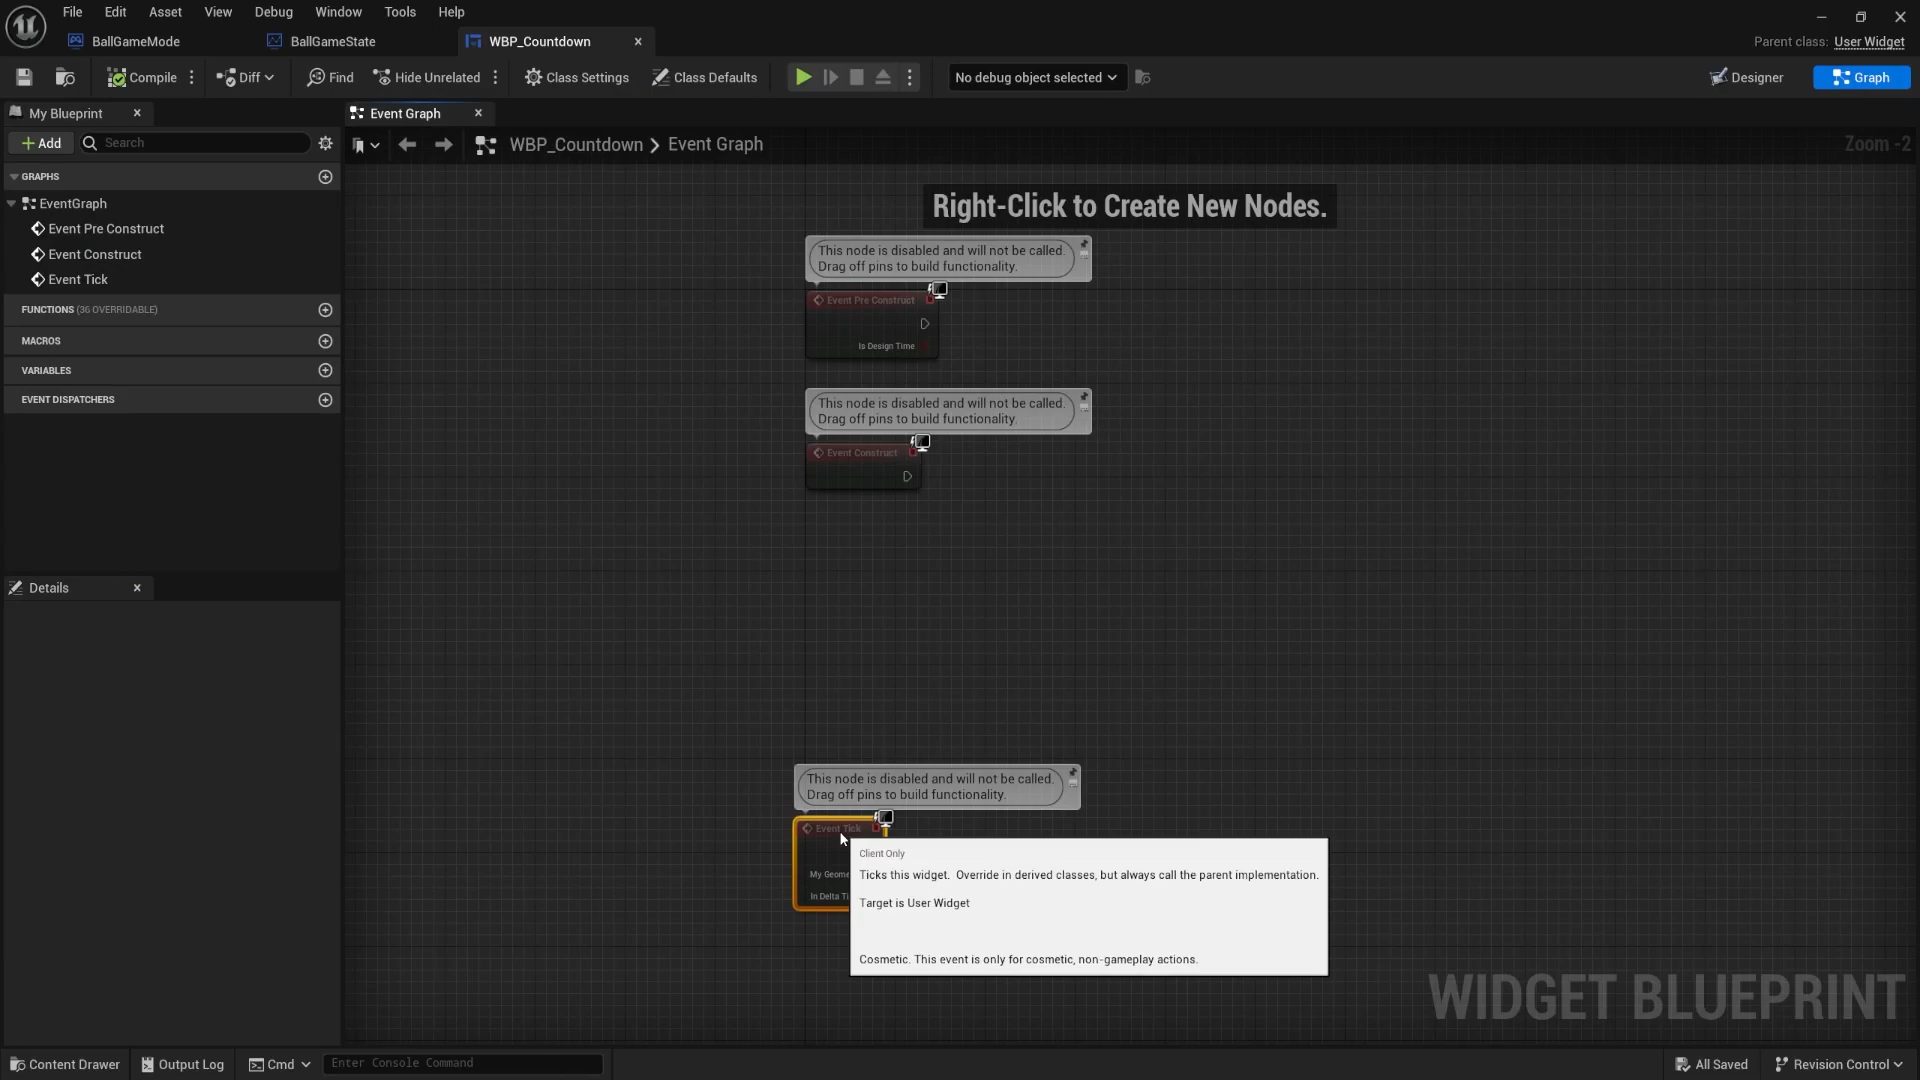 File Edit Asset View Debug Window Tools Help
BallGameMode BallGameState WBP_Countdown Parent class: User Widget
Compile Diff Find Hide Unrelated Class Settings Class Defaults No debug object selected Designer Graph
My Blueprint Event Graph
Add Search WBP_Countdown Event Graph Zoom -2
GRAPHS
EventGraph
Event Pre Construct
Event Construct
Event Tick
FUNCTIONS (36 OVERRIDABLE)
MACROS
VARIABLES
EVENT DISPATCHERS
Details
Right-Click to Create New Nodes.
This node is disabled and will not be called.
Drag off pins to build functionality.
Event Pre Construct
Is Design Time
This node is disabled and will not be called.
Drag off pins to build functionality.
Event Construct
This node is disabled and will not be called.
Drag off pins to build functionality.
Event Tick
My Geome
In Delta Ti
Client Only
Ticks this widget. Override in derived classes, but always call the parent implementation.
Target is User Widget
Cosmetic. This event is only for cosmetic, non-gameplay actions.
WIDGET BLUEPRINT
Content Drawer Output Log Cmd Enter Console Command All Saved Revision Control